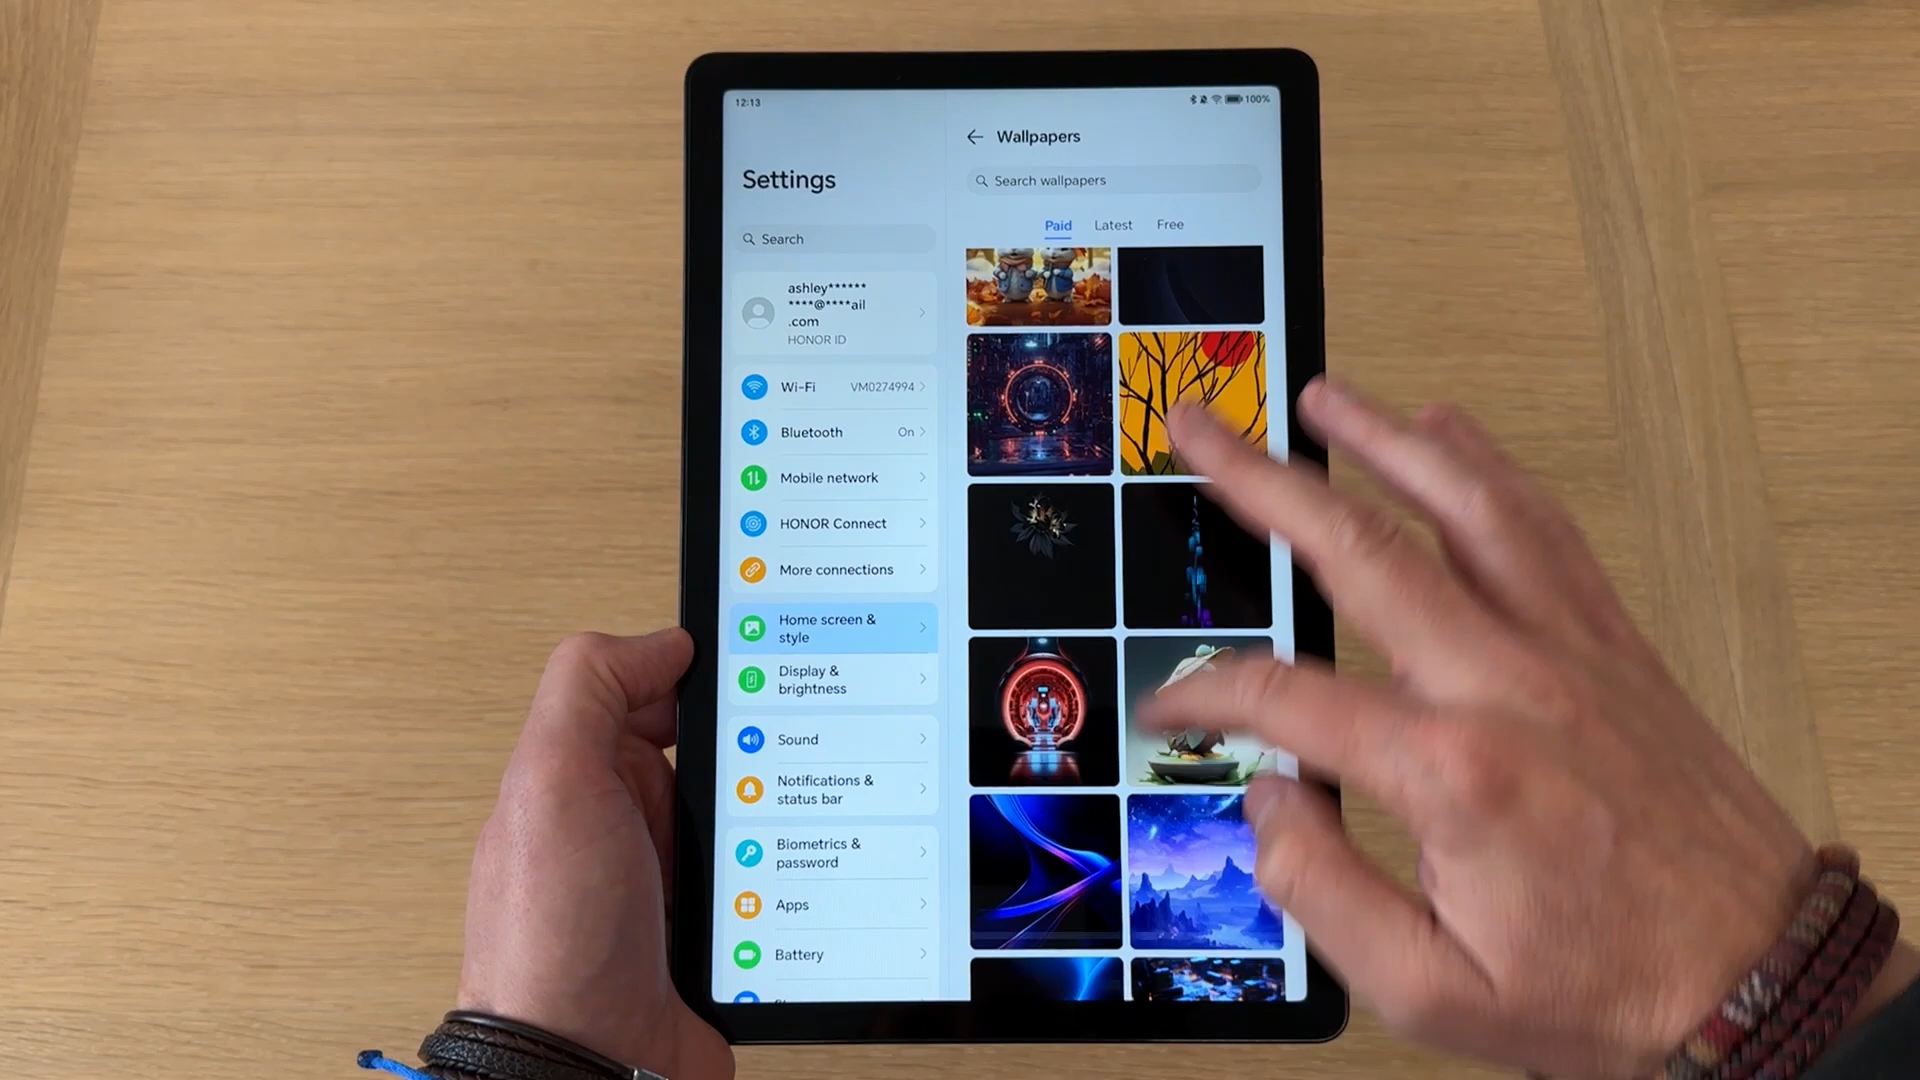 12:13
100%
Settings
Search
ashley******
****@****ail
.com
HONOR ID
Wi-Fi VM0274994
Bluetooth On
Mobile network
HONOR Connect
More connections
Home screen &
style
Display &
brightness
Sound
Notifications &
status bar
Biometrics &
password
Apps
Battery
Wallpapers
Search wallpapers
Paid Latest Free